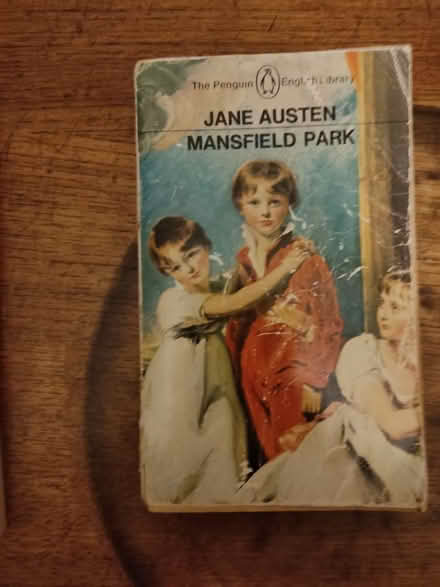 The Penguin English Library
JANE AUSTEN
MANSFIELD PARK